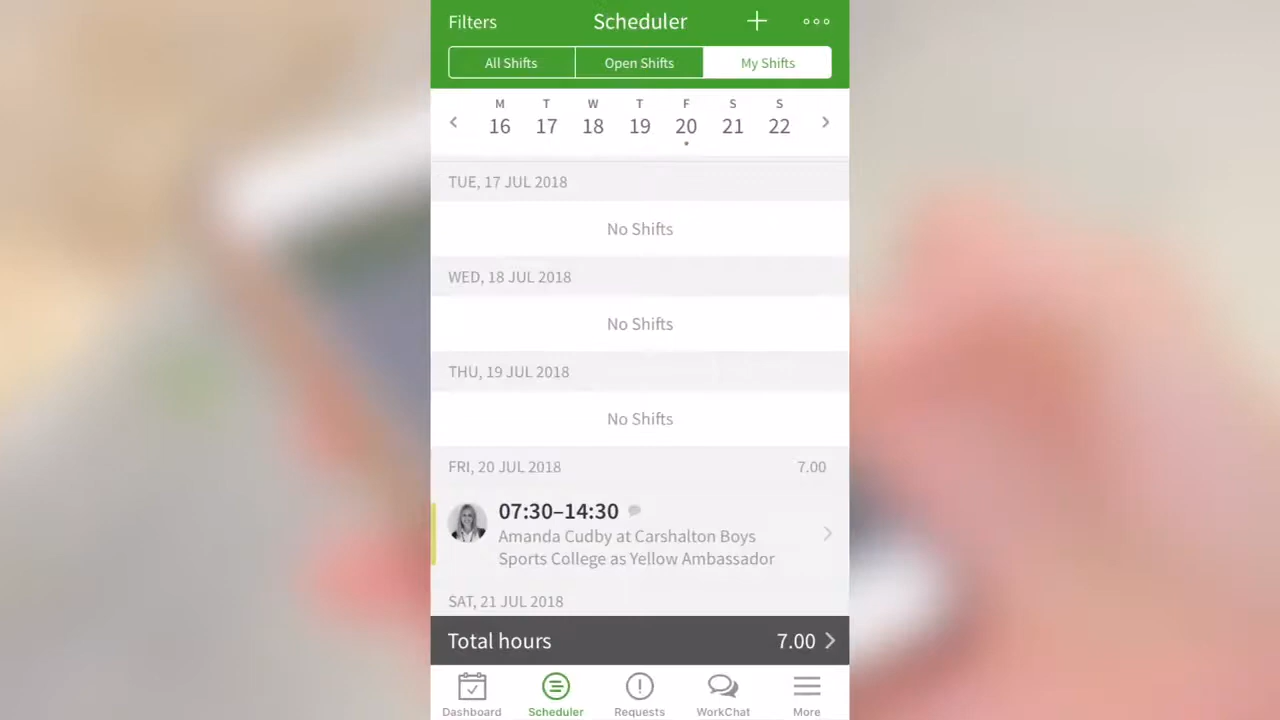 Filters Scheduler
All Shifts Open Shifts My Shifts
M T W T F S S
16 17 18 19 20 21 22
TUE, 17 JUL 2018
No Shifts
WED, 18 JUL 2018
No Shifts
THU, 19 JUL 2018
No Shifts
FRI, 20 JUL 2018 7.00
07:30–14:30
Amanda Cudby at Carshalton Boys
Sports College as Yellow Ambassador
SAT, 21 JUL 2018
Total hours 7.00
Dashboard Scheduler Requests WorkChat More